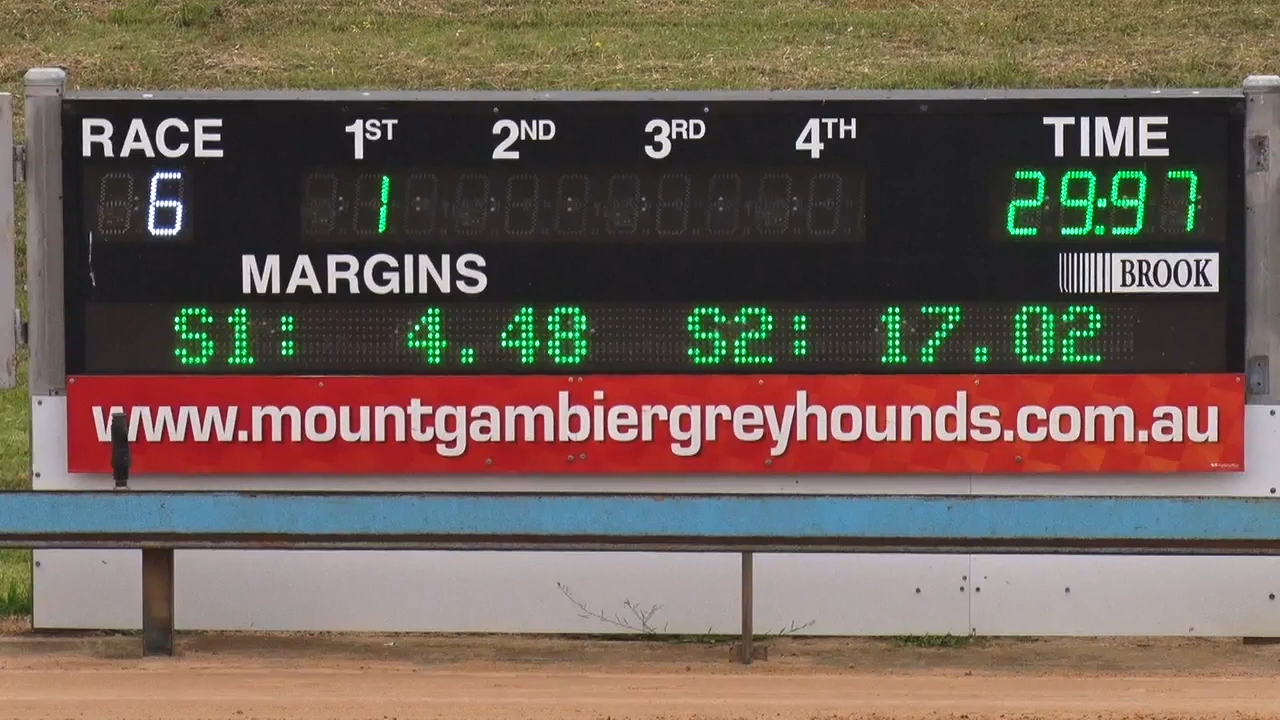 RACE 1ST 2ND 3RD 4TH TIME
6 1 29:97
MARGINS BROOK
S1: 4.48 S2: 17.02
www.mountgambiergreyhounds.com.au